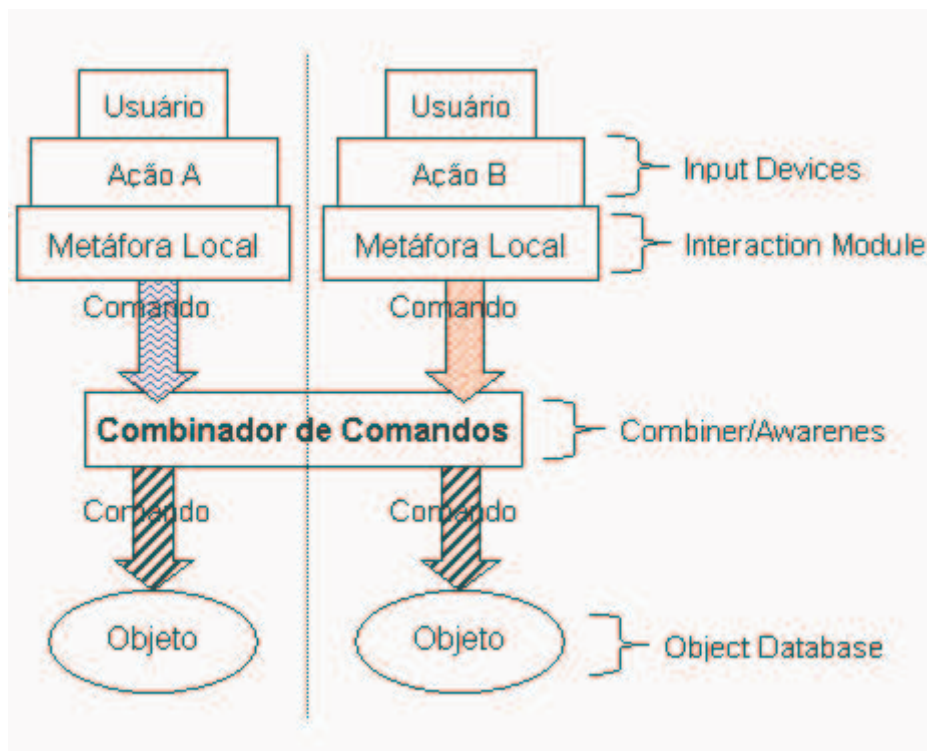 Usuário
Usuário
Ação A
Ação B
Input Devices
Metáfora Local
Metáfora Local
Interaction Module
Comando
Comando
Combinador de Comandos
Combiner/Awarenes
Comando
Comando
Objeto
Objeto
Object Database